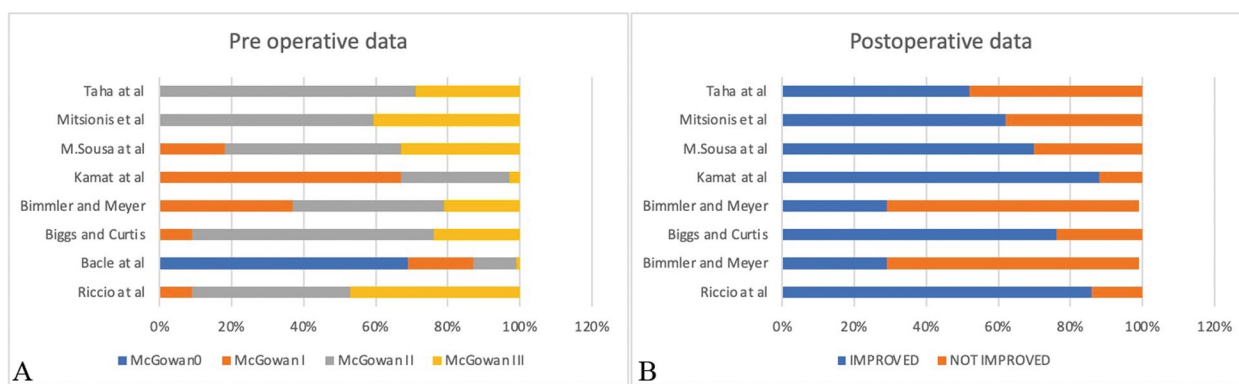 Pre operative data
Taha at al
Mitsionis et al
M.Sousa at al
Kamat at al
Bimmler and Meyer
Biggs and Curtis
Bacle at al
Riccio at al
0% 20% 40% 60% 80% 100% 120%
McGowan0 McGowan I McGowan II McGowan III
A
Postoperative data
Taha at al
Mitsionis et al
M.Sousa at al
Kamat at al
Bimmler and Meyer
Biggs and Curtis
Bimmler and Meyer
Riccio at al
0% 20% 40% 60% 80% 100% 120%
IMPROVED NOT IMPROVED
B